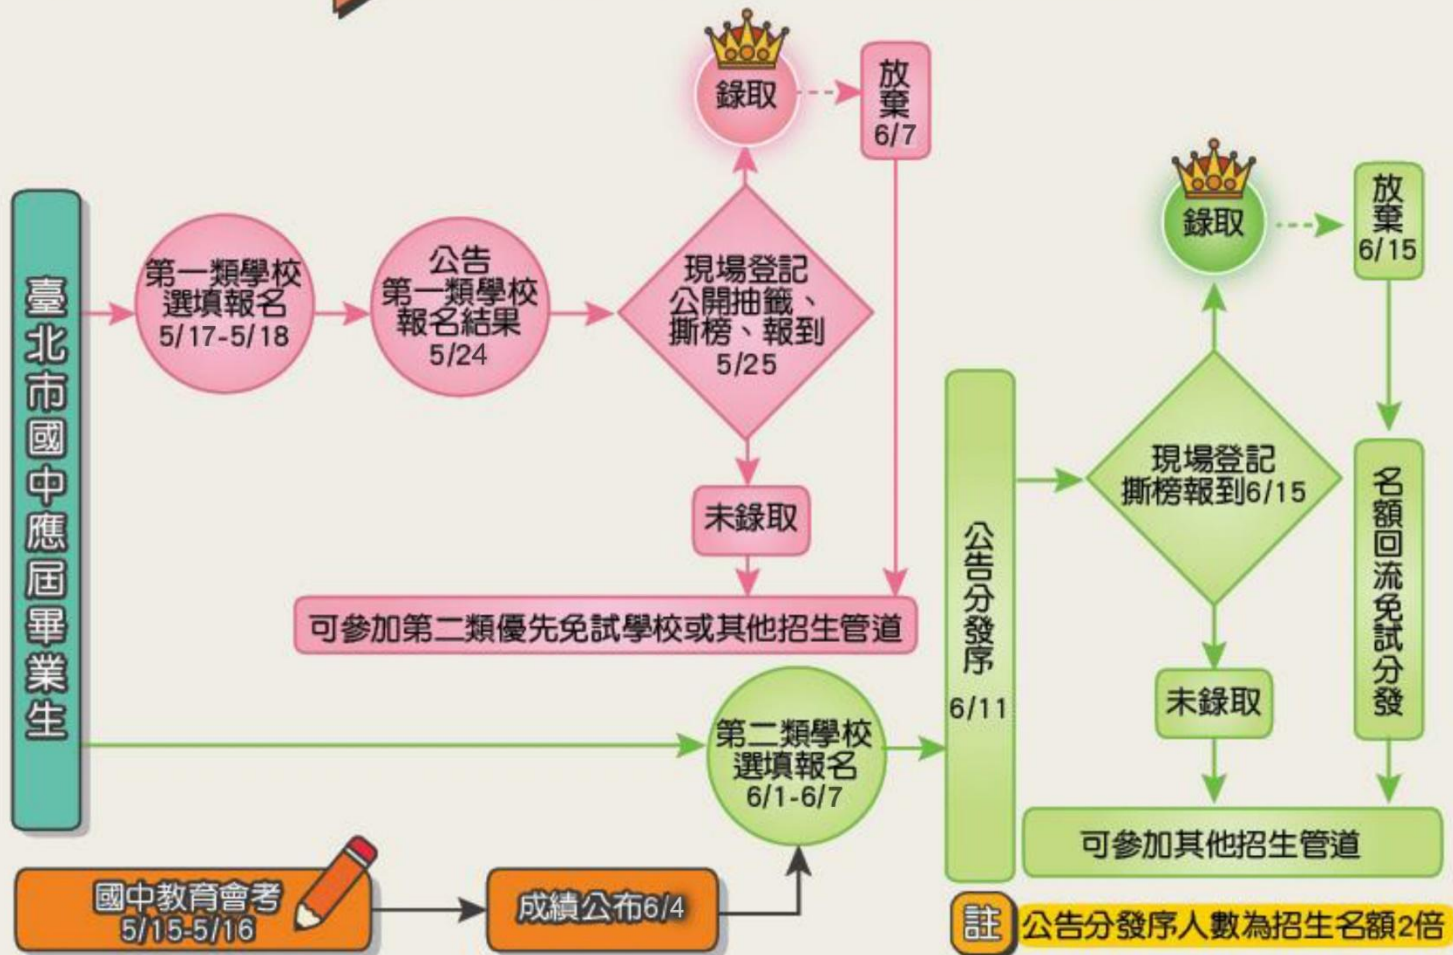 臺北市國中應屆畢業生
第一類學校
選填報名
5/17-5/18
公告
第一類學校
報名結果
5/24
現場登記
公開抽籤、
撕榜、報到
5/25
錄取
放棄
6/7
未錄取
可參加第二類優先免試學校或其他招生管道
第二類學校
選填報名
6/1-6/7
國中教育會考
5/15-5/16
成績公布6/4
公告分發序
6/11
現場登記
撕榜報到6/15
錄取
放棄
6/15
名額回流免試分發
未錄取
可參加其他招生管道
註 公告分發序人數為招生名額2倍